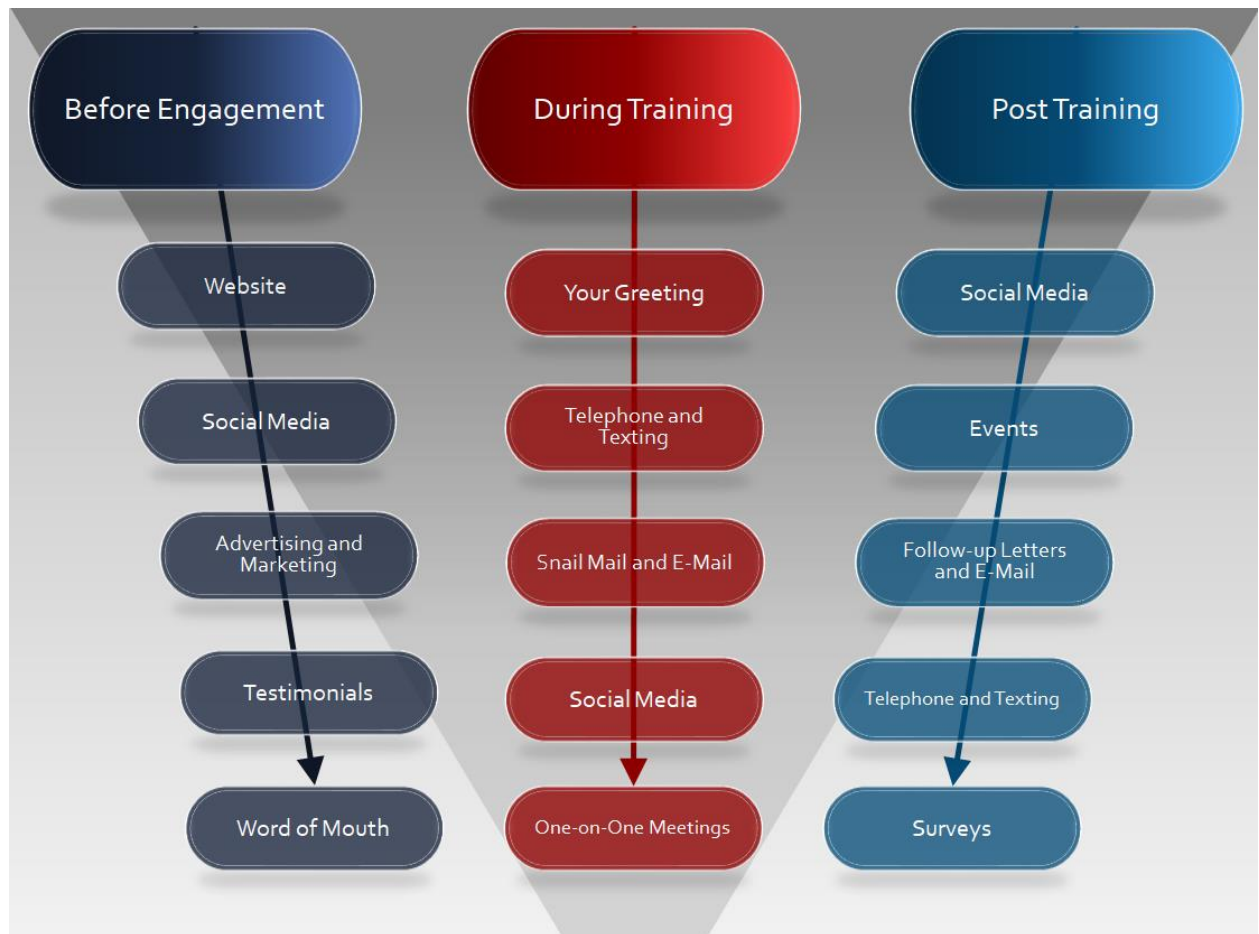 Before Engagement
Website
Social Media
Advertising and
Marketing
Testimonials
Word of Mouth
During Training
Your Greeting
Telephone and
Texting
Snail Mail and E-Mail
Social Media
One-on-One Meetings
Post Training
Social Media
Events
Follow-up Letters
and E-Mail
Telephone and Texting
Surveys